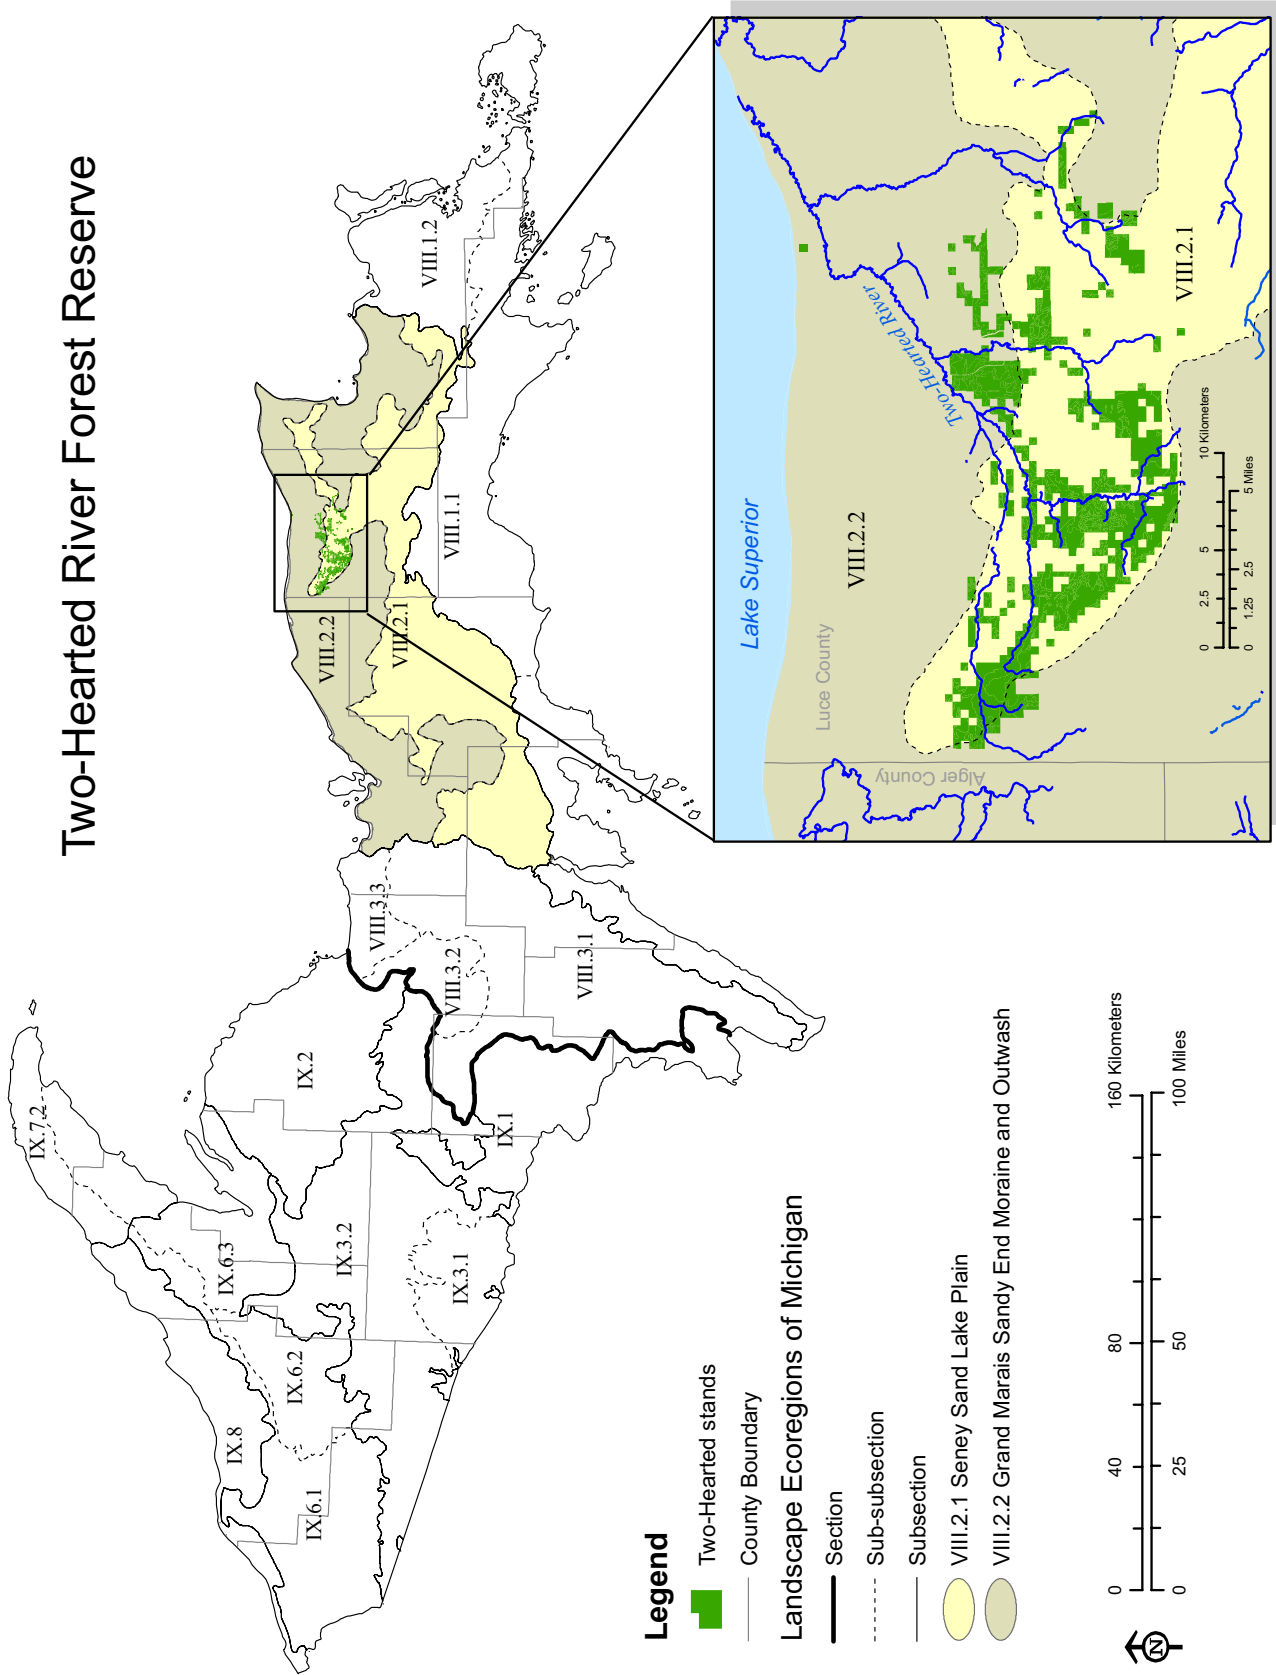 Two-Hearted River Forest Reserve
IX.7.2
IX.8
IX.6.3
IX.6.2
IX.6.1
IX.2
IX.3.2
IX.3.1
IX.1
VIII.3.3
VIII.3.2
VIII.3.1
VIII.2.2
VIII.2.1
VIII.1.1
VIII.1.2
Legend
Two-Hearted stands
County Boundary
Landscape Ecoregions of Michigan
Section
Sub-subsection
Subsection
VIII.2.1 Seney Sand Lake Plain
VIII.2.2 Grand Marais Sandy End Moraine and Outwash
0 40 80 160 Kilometers
0 25 50 100 Miles
N
Lake Superior
Luce County
Alger County
VIII.2.2
Two-Hearted River
VIII.2.1
0 2.5 5 10 Kilometers
0 1.25 2.5 5 Miles